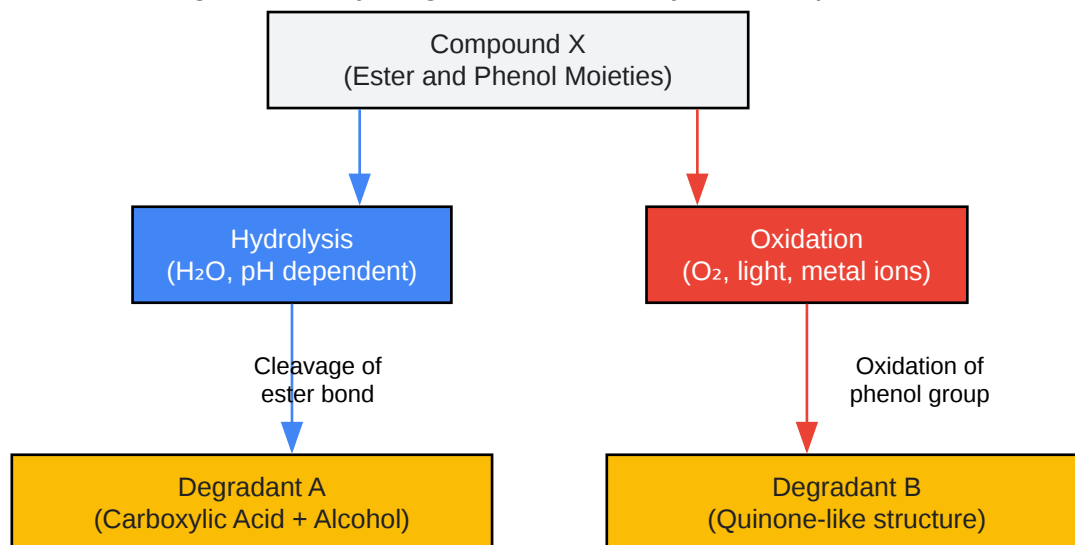 Compound X
(Ester and Phenol Moieties)
Hydrolysis
(H₂O, pH dependent)
Oxidation
(O₂, light, metal ions)
Cleavage of
ester bond
Oxidation of
phenol group
Degradant A
(Carboxylic Acid + Alcohol)
Degradant B
(Quinone-like structure)